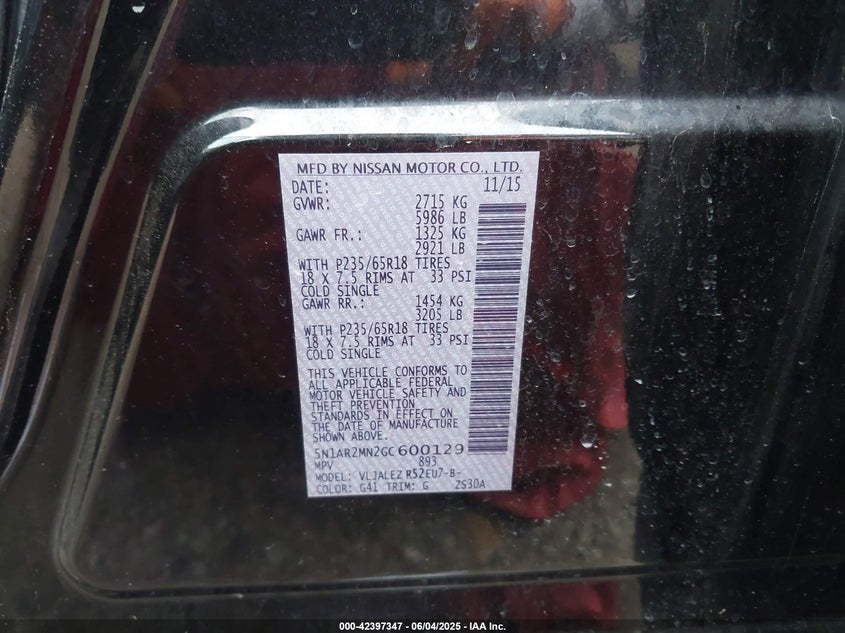 MFD BY NISSAN MOTOR CO., LTD.
DATE: 11/15
GVWR: 2715 KG
5986 LB
GAWR FR.: 1325 KG
2921 LB
WITH P235/65R18 TIRES
18 X 7.5 RIMS AT 33 PSI
COLD SINGLE
GAWR RR.: 1454 KG
3205 LB
WITH P235/65R18 TIRES
18 X 7.5 RIMS AT 33 PSI
COLD SINGLE
THIS VEHICLE CONFORMS TO
ALL APPLICABLE FEDERAL
MOTOR VEHICLE SAFETY AND
THEFT PREVENTION
STANDARDS IN EFFECT ON
THE DATE OF MANUFACTURE
SHOWN ABOVE.
5N1AR2MN2GC600129
MPV 893
MODEL: VLJALEZ R52EU7-B-
COLOR: G41 TRIM: G 2S30A
000-42397347 - 06/04/2025 - IAA Inc.